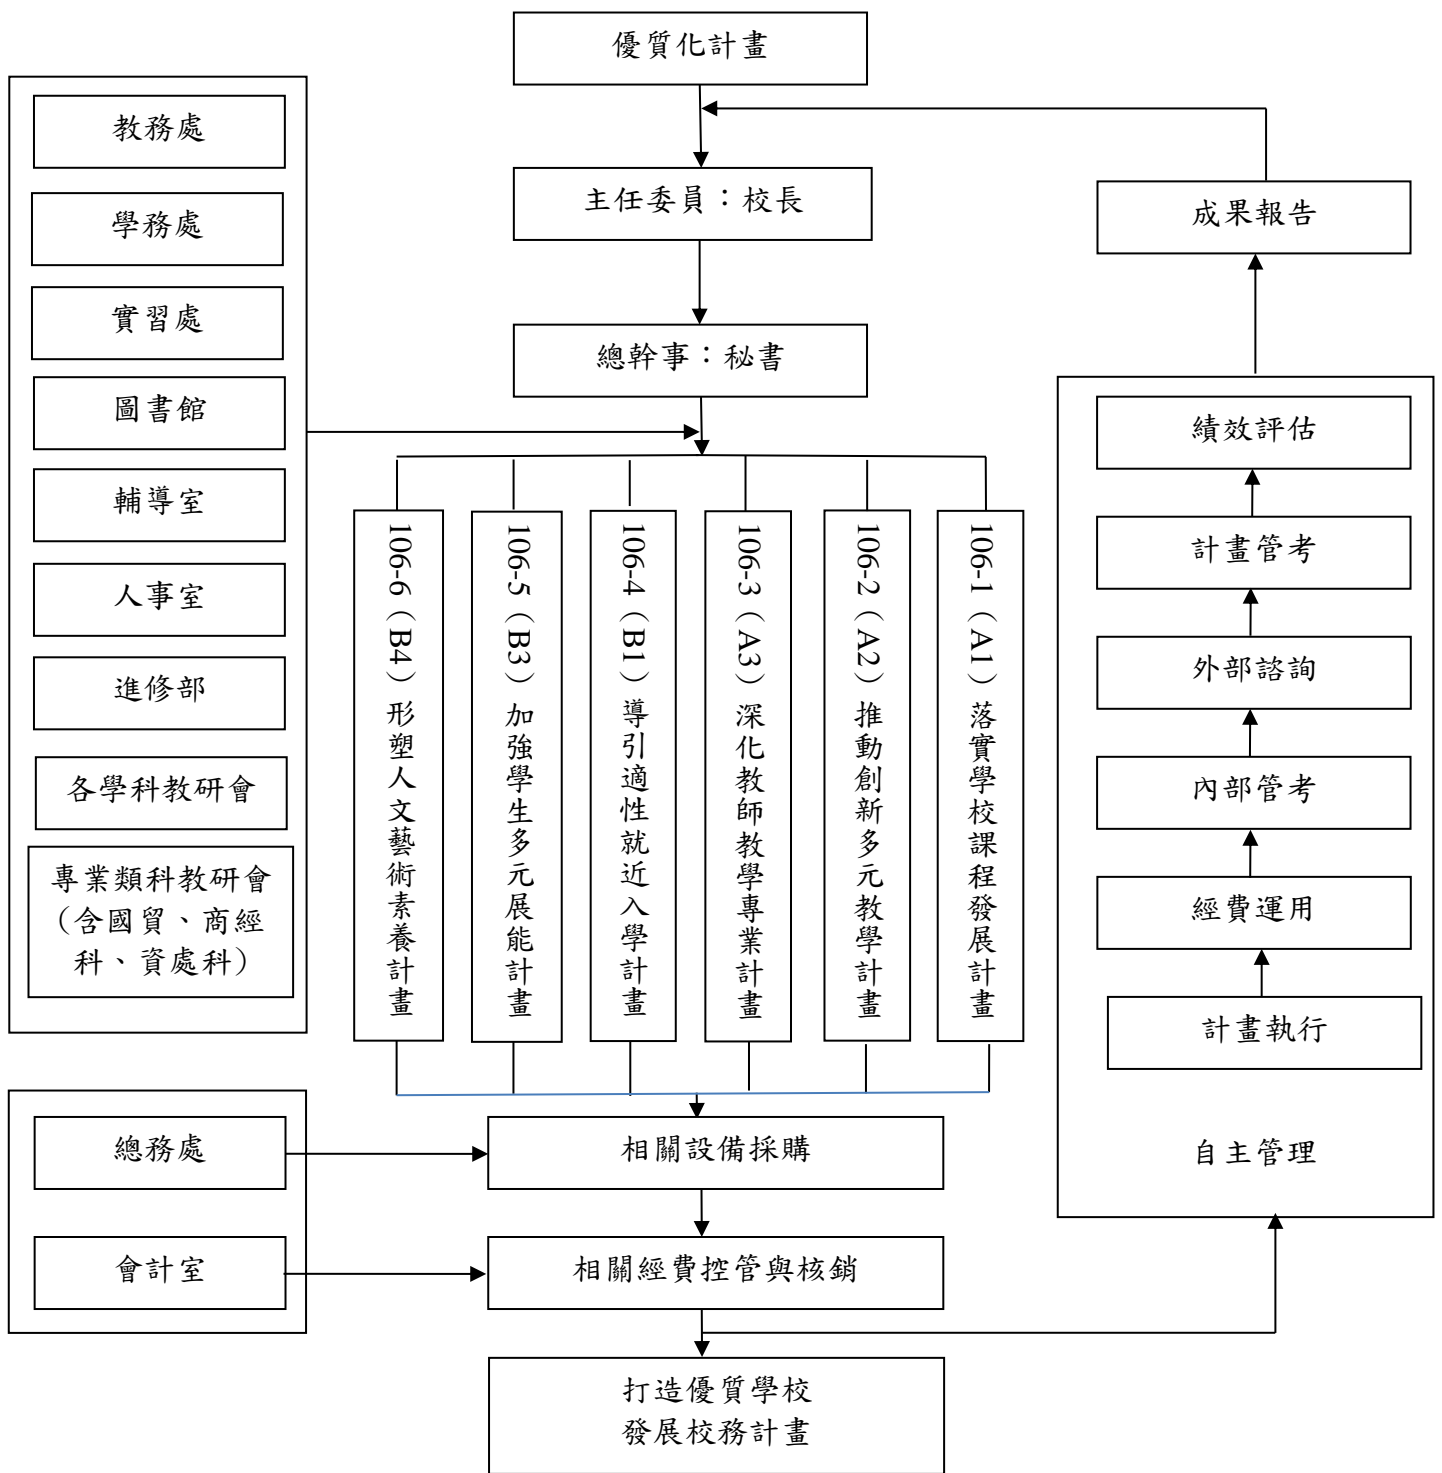 優質化計畫
主任委員：校長
總幹事：秘書
教務處
學務處
實習處
圖書館
輔導室
人事室
進修部
各學科教研會
專業類科教研會
（含國貿、商經
科、資處科）
106-6（B4）形塑人文藝術素養計畫
106-5（B3）加強學生多元展能計畫
106-4（B1）導引適性就近入學計畫
106-3（A3）深化教師教學專業計畫
106-2（A2）推動創新多元教學計畫
106-1（A1）落實學校課程發展計畫
總務處
會計室
相關設備採購
相關經費控管與核銷
打造優質學校
發展校務計畫
成果報告
績效評估
計畫管考
外部諮詢
內部管考
經費運用
計畫執行
自主管理